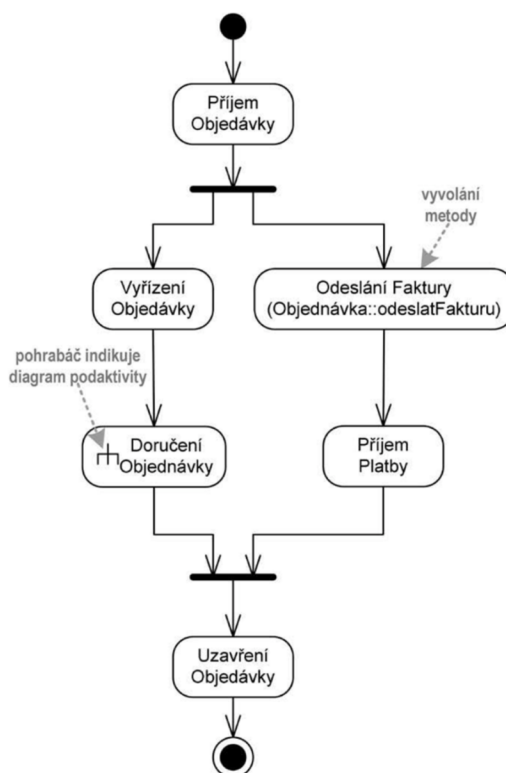 Příjem
Objedávky
vyvolání
metody
Vyřízení
Objedávky
Odeslání Faktury
(Objednávka::odeslatFakturu)
pohrabáč indikuje
diagram podaktivity
Doručení
Objednávky
Příjem
Platby
Uzavření
Objedávky